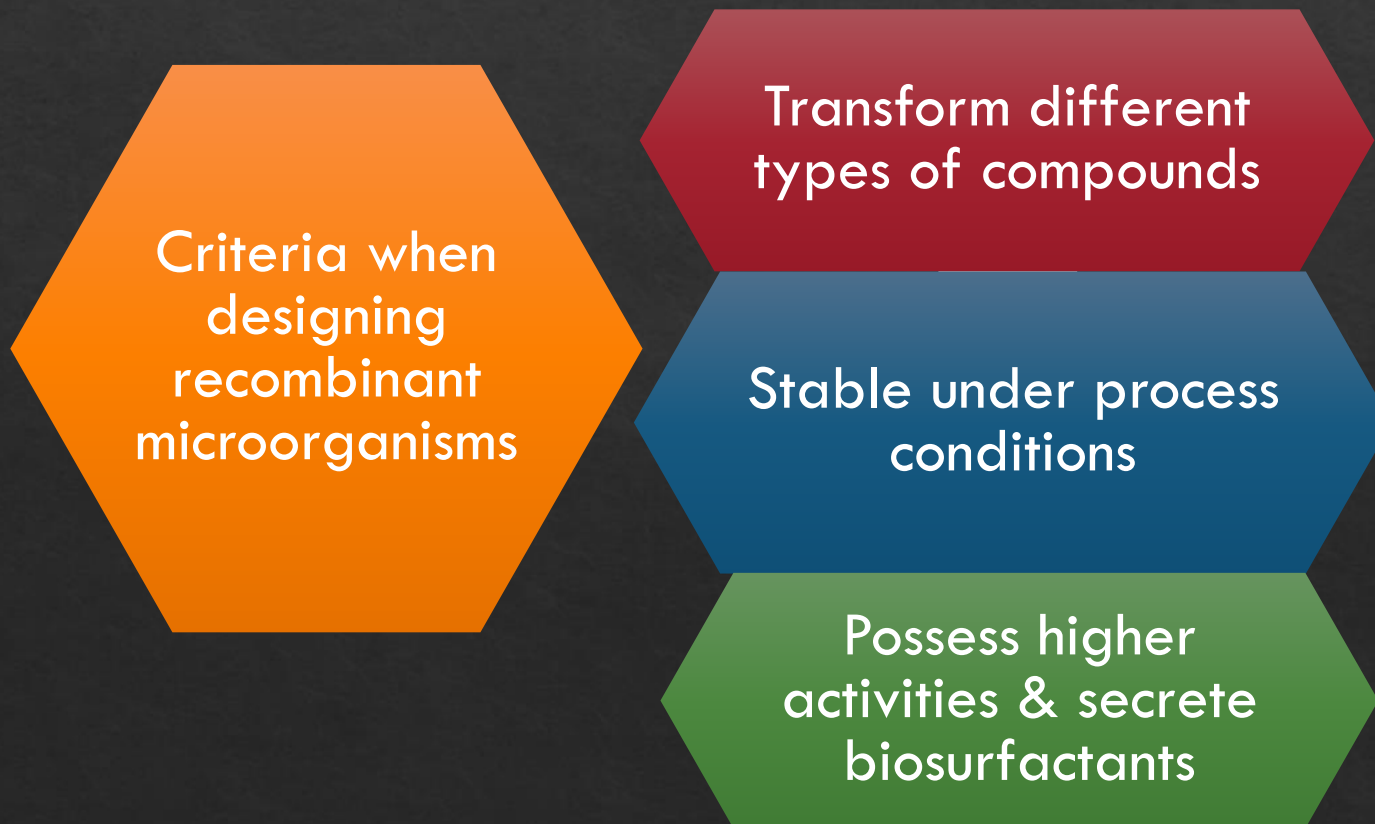 Criteria when
designing
recombinant
microorganisms
Transform different
types of compounds
Stable under process
conditions
Possess higher
activities & secrete
biosurfactants